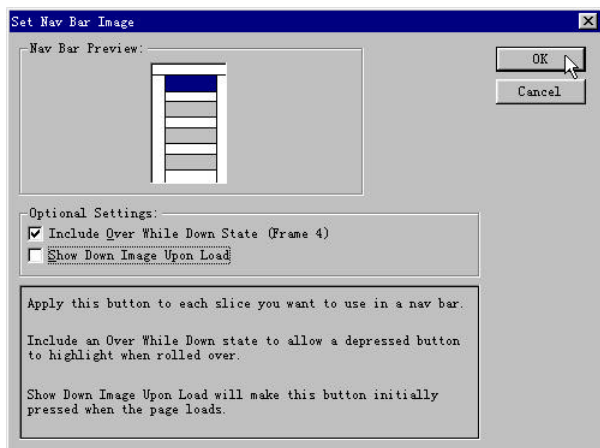 Set Nav Bar Image
Nav Bar Preview:
OK
Cancel
Optional Settings:
Include Over While Down State (Frame 4)
Show Down Image Upon Load
Apply this button to each slice you want to use in a nav bar.
Include an Over While Down state to allow a depressed button
to highlight when rolled over.
Show Down Image Upon Load will make this button initially
pressed when the page loads.